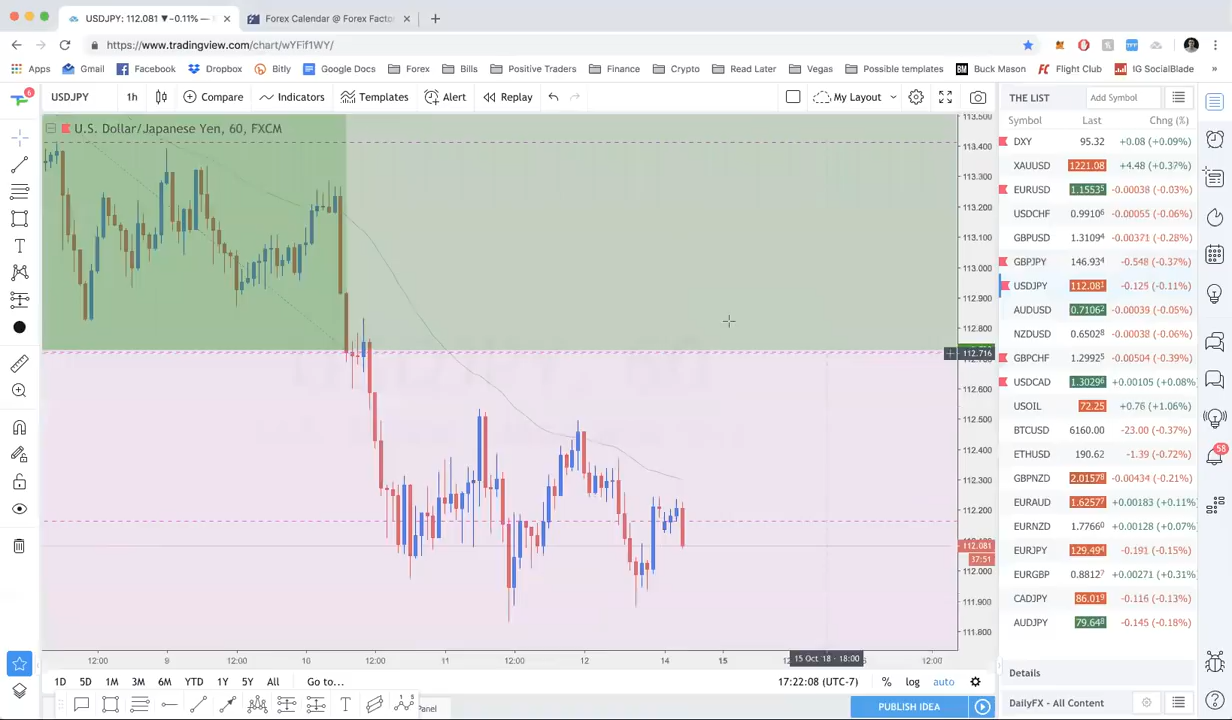 USDJPY: 112.081 ▼ −0.11% —
Forex Calendar @ Forex Facto
https://www.tradingview.com/chart/wYFif1WY/
Apps Gmail Facebook Dropbox Bitly Google Docs Forex Bills Positive Traders Finance Crypto Read Later Vegas Possible templates BM Buck Mason FC Flight Club IG SocialBlade »
6 USDJPY 1h Compare Indicators Templates Alert Replay My Layout
U.S. Dollar/Japanese Yen, 60, FXCM
113.500
113.400
113.300
113.200
113.100
113.000
112.900
112.800
112.716
112.600
112.500
112.400
112.300
112.200
112.081
37:51
112.000
111.900
111.800
12:00 9 12:00 10 12:00 11 12:00 12 14 15 15 Oct '18 - 18:00 12:00
1D 5D 1M 3M 6M YTD 1Y 5Y All Go to... 17:22:08 (UTC-7) % log auto
Panel
PUBLISH IDEA
THE LIST Add Symbol
Symbol Last Chng (%)
DXY 95.32 +0.08 (+0.09%)
XAUUSD 1221.08 +4.48 (+0.37%)
EURUSD 1.15535 -0.00038 (-0.03%)
USDCHF 0.99106 -0.00055 (-0.06%)
GBPUSD 1.31094 -0.00371 (-0.28%)
GBPJPY 146.934 -0.548 (-0.37%)
USDJPY 112.081 -0.125 (-0.11%)
AUDUSD 0.71062 -0.00039 (-0.05%)
NZDUSD 0.65028 -0.00038 (-0.06%)
GBPCHF 1.29925 -0.00504 (-0.39%)
USDCAD 1.30296 +0.00105 (+0.08%)
USOIL 72.25 +0.76 (+1.06%)
BTCUSD 6160.00 -23.00 (-0.37%)
ETHUSD 190.62 -1.39 (-0.72%)
GBPNZD 2.01578 -0.00434 (-0.21%)
EURAUD 1.62577 +0.00183 (+0.11%)
EURNZD 1.77660 +0.00128 (+0.07%)
EURJPY 129.494 -0.191 (-0.15%)
EURGBP 0.88127 +0.00271 (+0.31%)
CADJPY 86.019 -0.116 (-0.13%)
AUDJPY 79.648 -0.145 (-0.18%)
Details
DailyFX - All Content
58